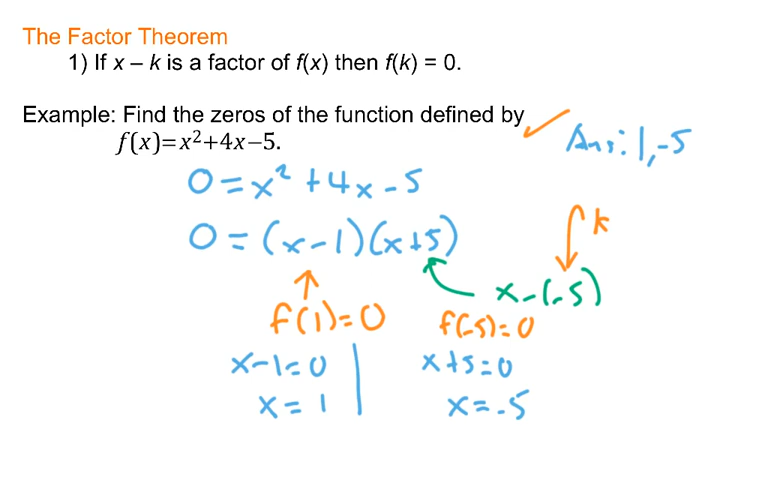 The Factor Theorem
1) If x – k is a factor of f(x) then f(k) = 0.
Example: Find the zeros of the function defined by
f(x)=x²+4x−5.
Ans: 1, -5
0 = x² + 4x - 5
0 = (x-1)(x+5)
k
x-(-5)
f(1)=0
f(-5)=0
x-1=0
x+5=0
x = 1
x = -5